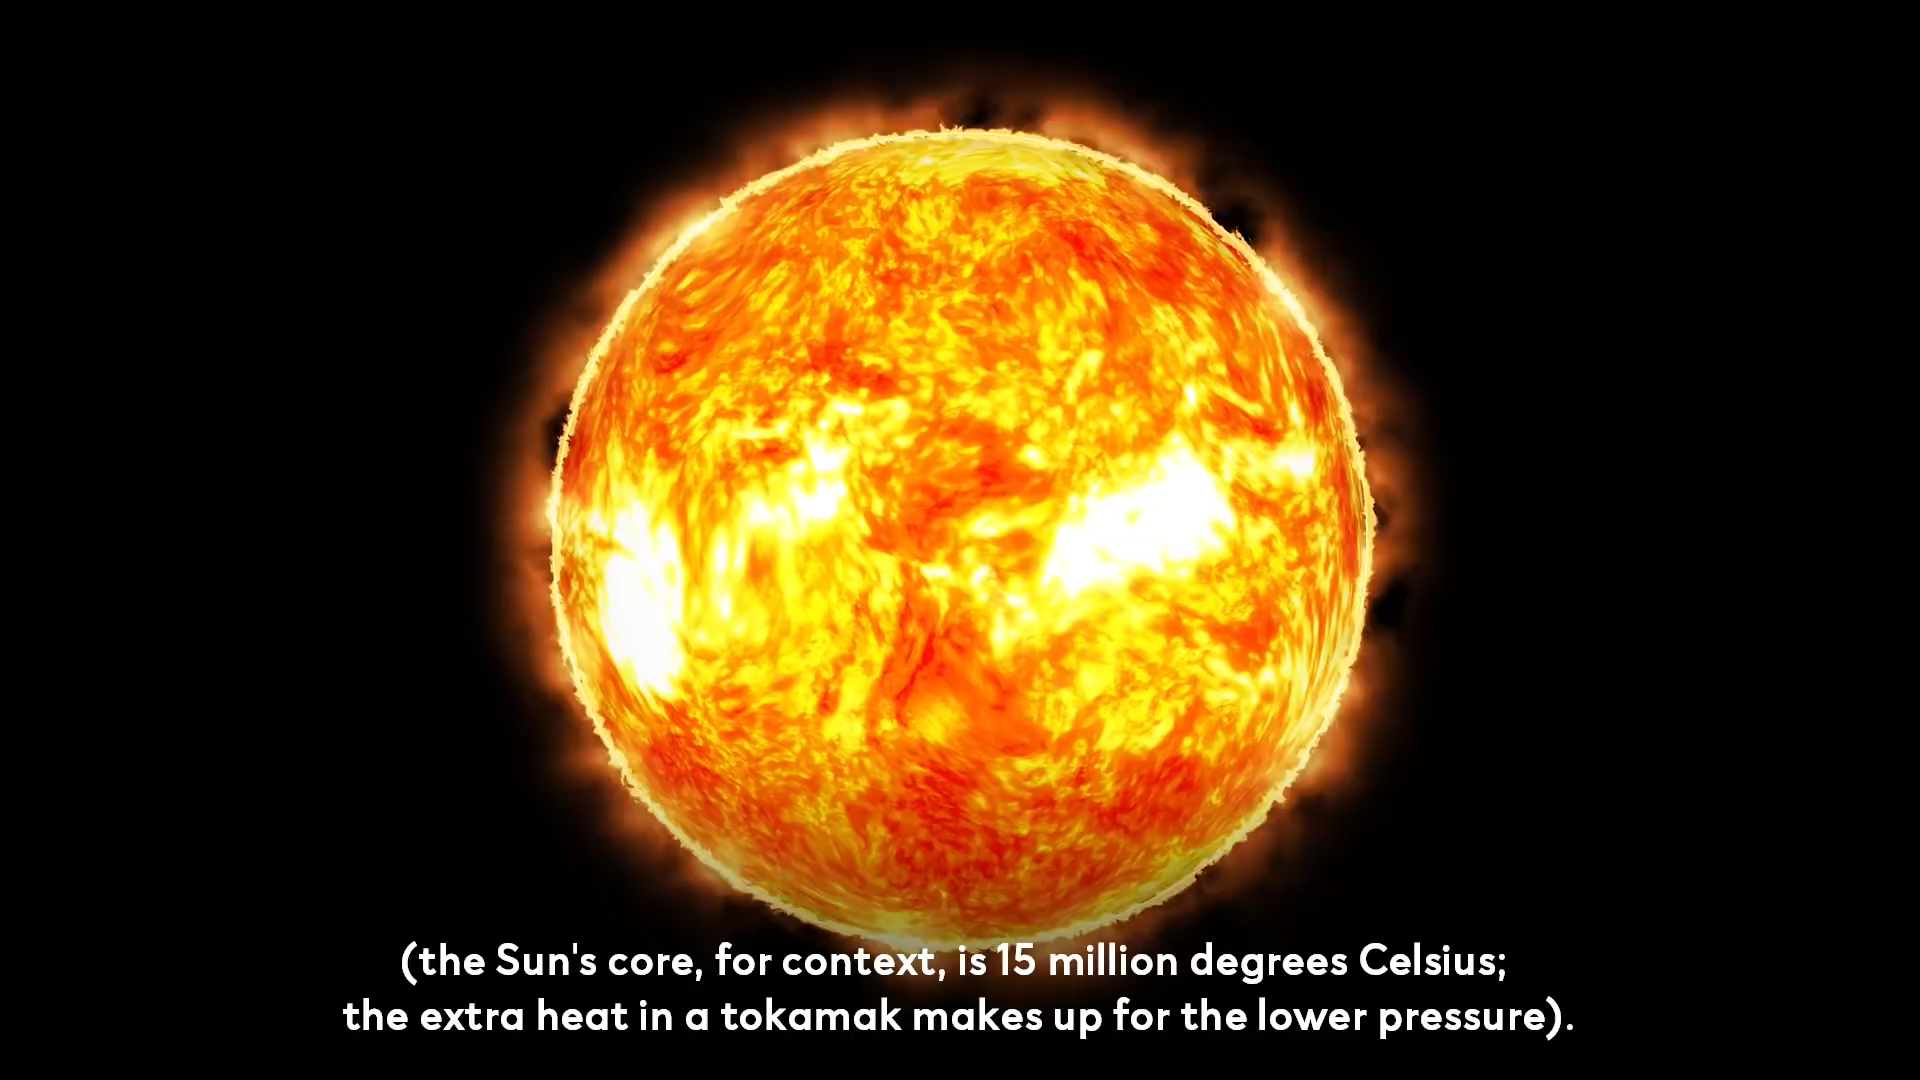 (the Sun's core, for context, is 15 million degrees Celsius;
the extra heat in a tokamak makes up for the lower pressure).